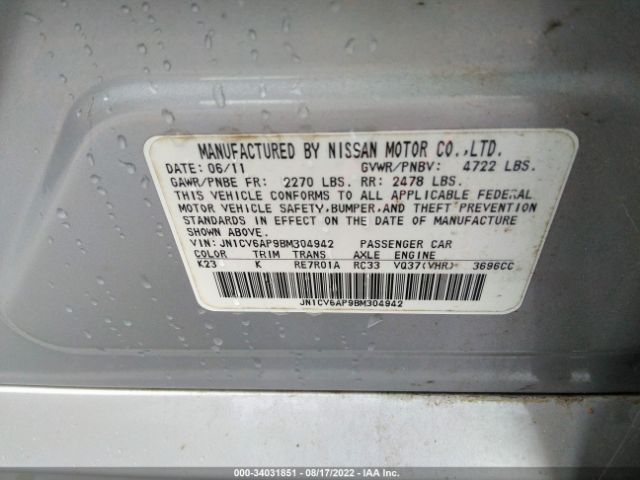 MANUFACTURED BY NISSAN MOTOR CO.,LTD.
DATE: 06/11 GVWR/PNBV: 4722 LBS.
GAWR/PNBE FR: 2270 LBS. RR: 2478 LBS.
THIS VEHICLE CONFORMS TO ALL APPLICABLE FEDERAL
MOTOR VEHICLE SAFETY,BUMPER,AND THEFT PREVENTION
STANDARDS IN EFFECT ON THE DATE OF MANUFACTURE
SHOWN ABOVE.
VIN: JN1CV6AP9BM304942 PASSENGER CAR
COLOR TRIM TRANS AXLE ENGINE
K23 K RE7R01A RC33 VQ37(VHR) 3696CC
JN1CV6AP9BM304942
000-34031851 - 08/17/2022 - IAAI.COM